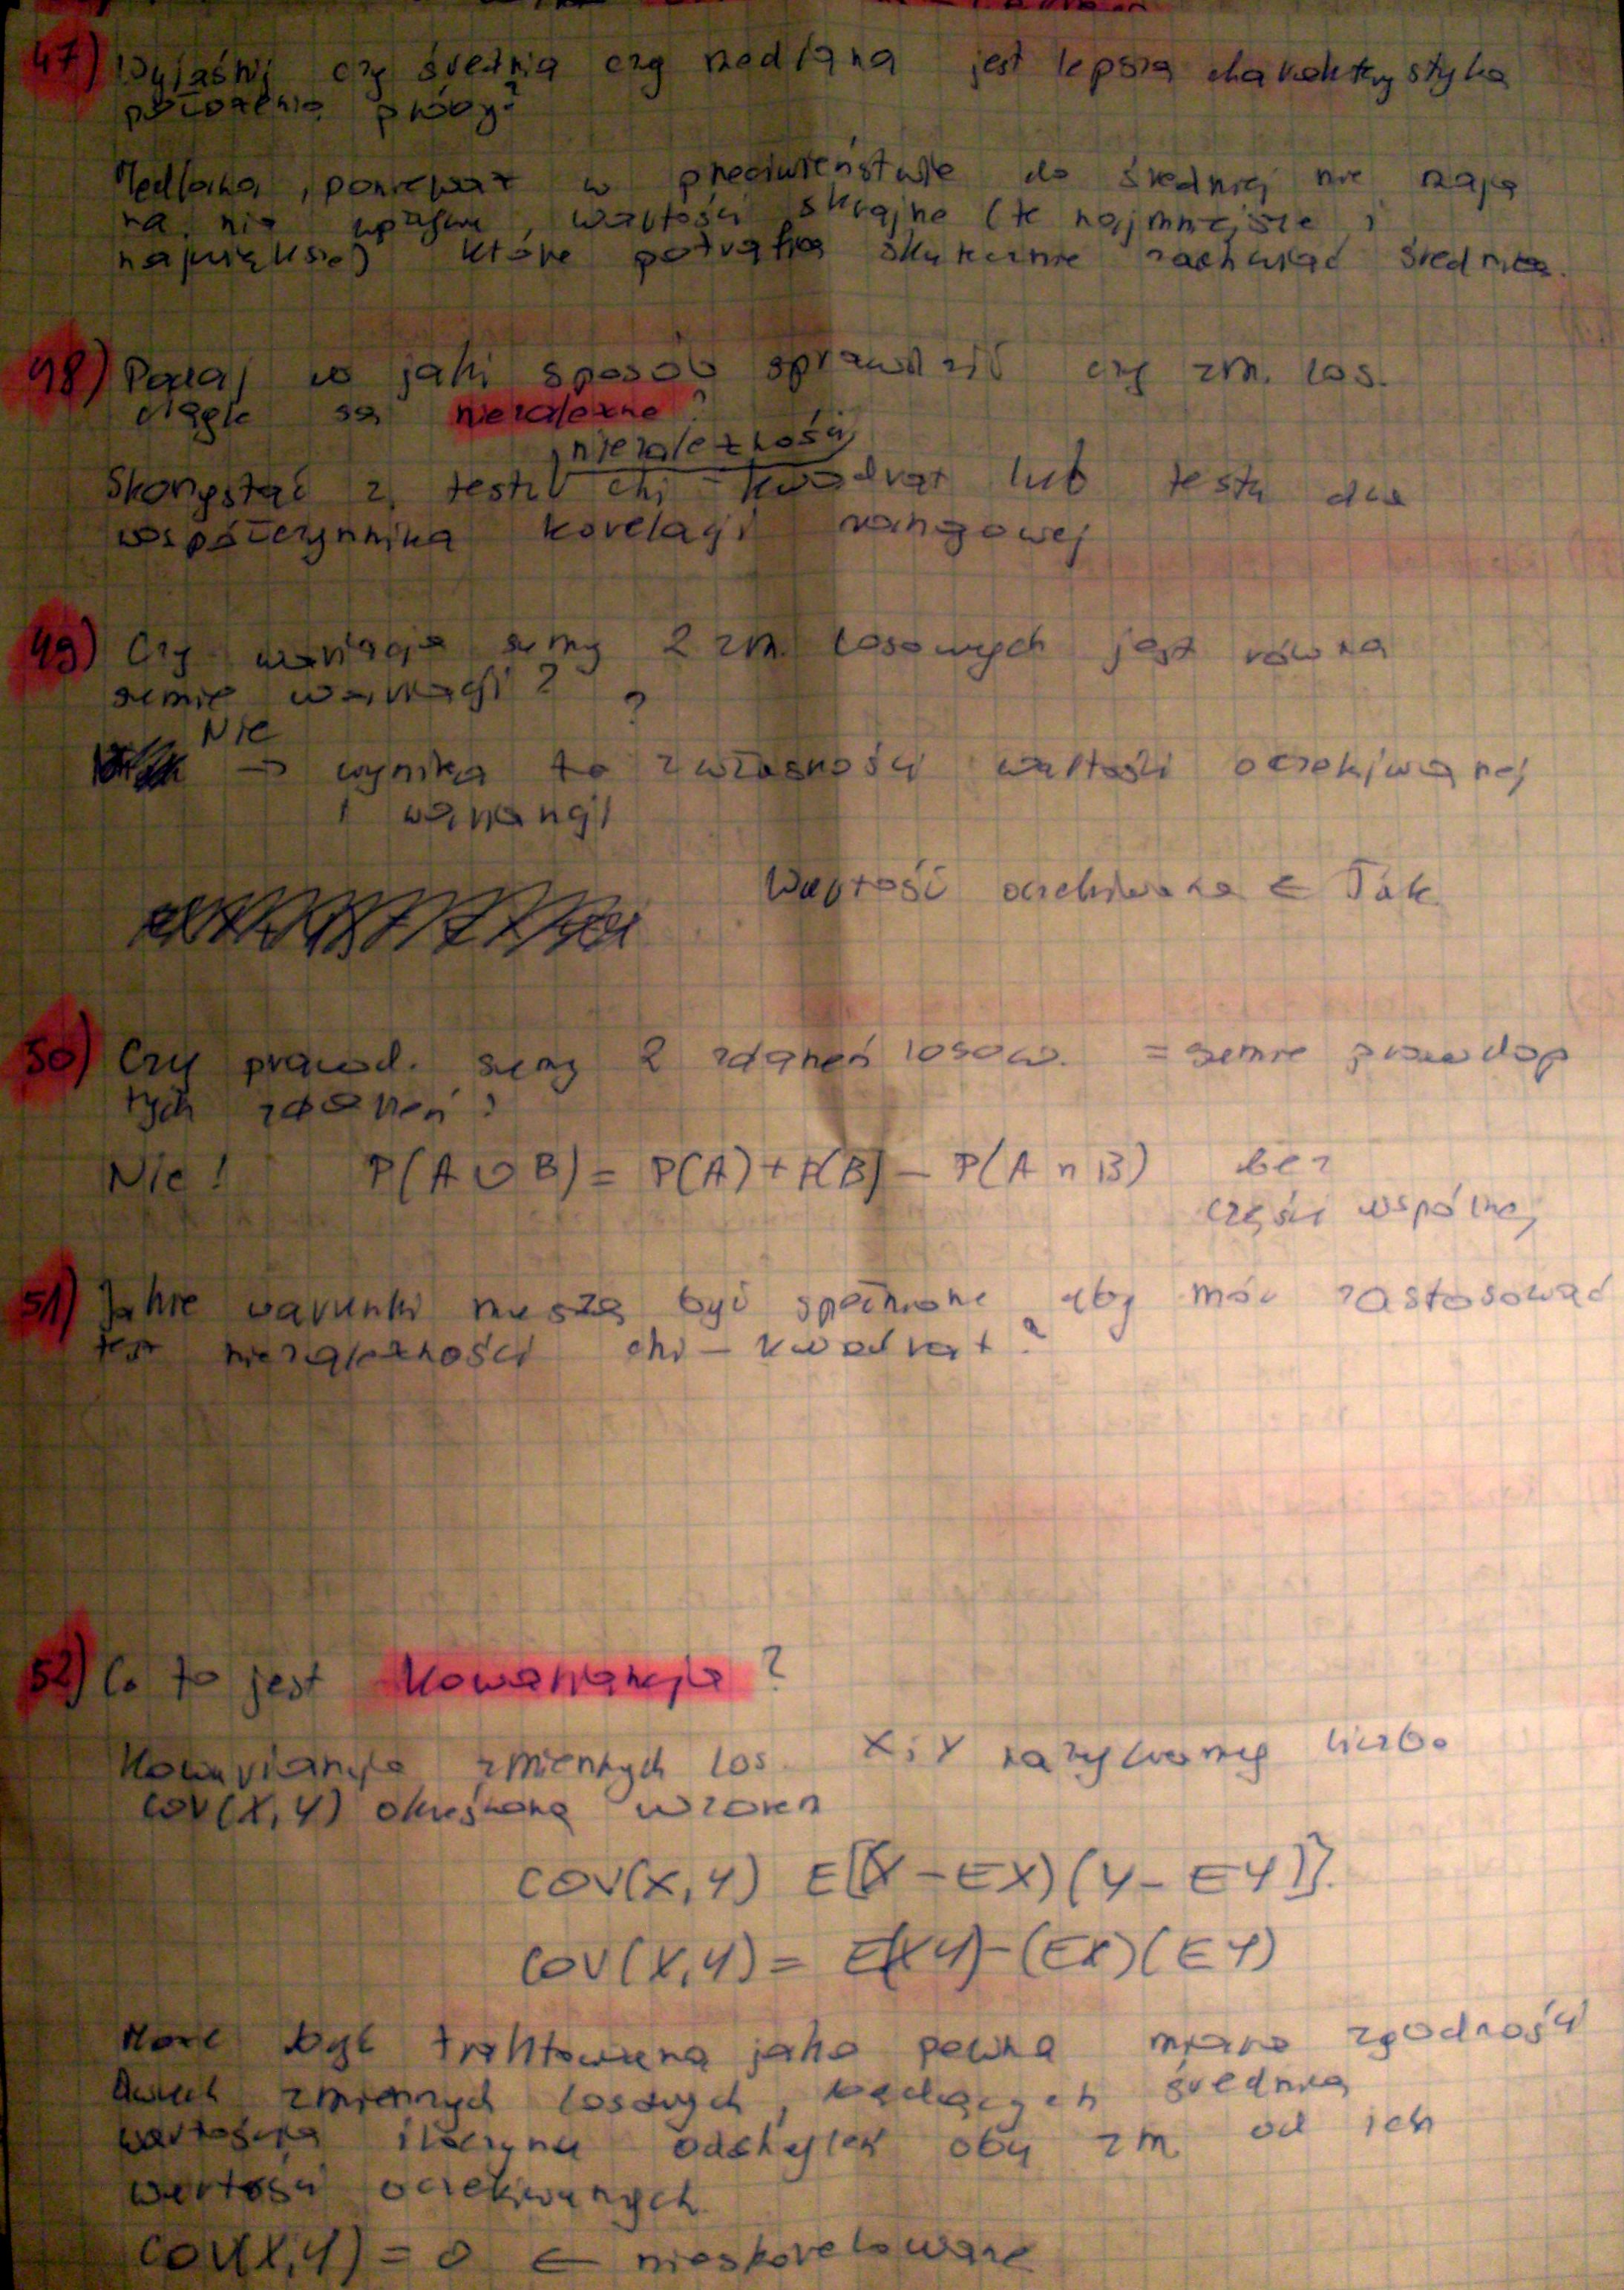 47) Wyjaśnij czy średnia czy mediana jest lepszą charakterystyką
położenia próby?
Mediana, ponieważ w przeciwieństwie do średniej nie mają
na nią wpływu, wartości skrajne (te najmniejsze i
największe) które potrafią skutecznie zachwiać średnią.
48) Podaj w jaki sposób sprawdzić czy zm. los.
ciągłe są niezależne?
niezależności
Skorzystać z testu chi-kwadrat lub testu dla
współczynnika korelacji rangowej
49) Czy wariancja sumy 2 zm. losowych jest równa
sumie wariancji? ?
Nie
→ wynika to z własności wartości oczekiwanej
i wariancji
Wartość oczekiwana ← Tak
50) Czy prawd. sumy 2 zdarzeń losow. = sumie prawdop
tych zdarzeń?
Nie! P(A ∪ B) = P(A) + P(B) - P(A ∩ B) bez
części wspólnej
51) Jakie warunki muszą być spełnione aby móc zastosować
test niezależności chi-kwadrat?
52) Co to jest Kowariancja?
Kowariancją zmiennych los. X i Y nazywamy liczbę
cov(X,Y) określoną wzorem
cov(X,Y) E[(X-EX)(Y-EY)].
cov(X,Y) = E(XY)-(EX)(EY)
Może być traktowana jako pewna miara zgodności
dwóch zmiennych losowych, będących średnią
wartością iloczynu odchyleń obu zm. od ich
wartości oczekiwanych
cov(X,Y) = 0 ← nieskorelowane